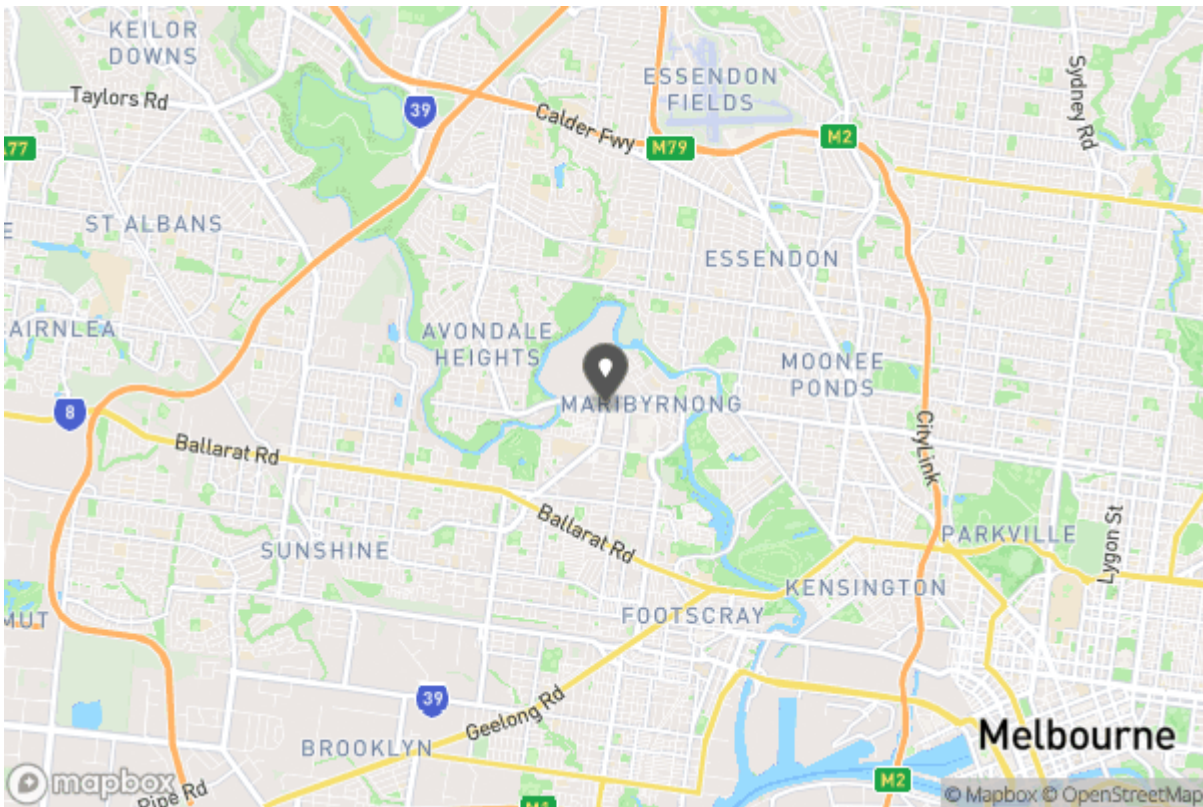 KEILOR
DOWNS
Taylors Rd
39
Calder Fwy
ESSENDON
FIELDS
M79
M2
Sydney Rd
ST ALBANS
ESSENDON
AIRNLEA
AVONDALE
HEIGHTS
MOONEE
PONDS
MARIBYRNONG
8
Ballarat Rd
CityLink
Ballarat Rd
SUNSHINE
PARKVILLE
Lygon St
KENSINGTON
FOOTSCRAY
MUT
39
Geelong Rd
BROOKLYN
Melbourne
M2
mapbox
Pipe Rd
© Mapbox © OpenStreetMap